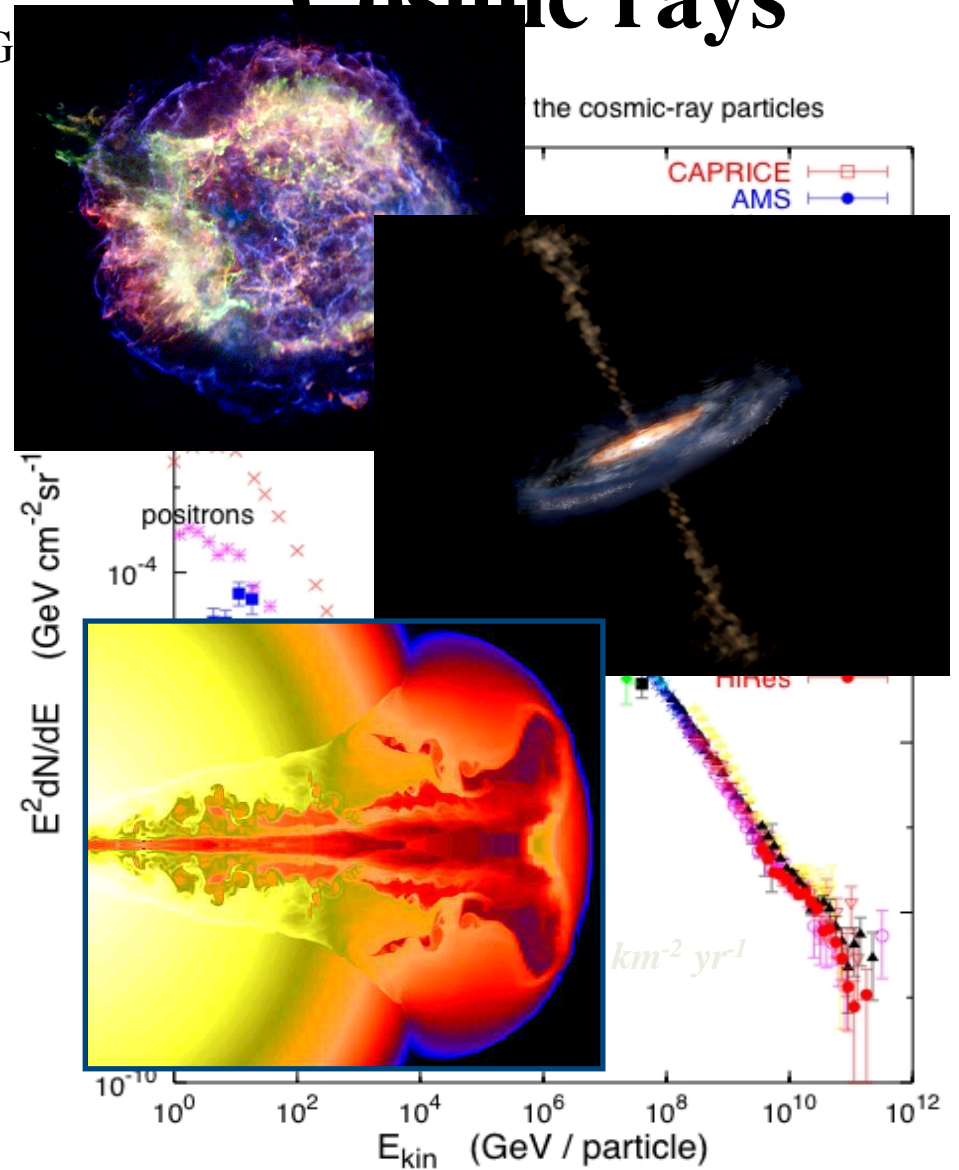 rays
G
the cosmic-ray particles
CAPRICE
AMS
E²dN/dE (GeV cm⁻²sr⁻¹
positrons
10⁻⁴
HiRes
km⁻² yr⁻¹
10⁻¹⁰
10⁰ 10² 10⁴ 10⁶ 10⁸ 10¹⁰ 10¹²
E_kin (GeV / particle)